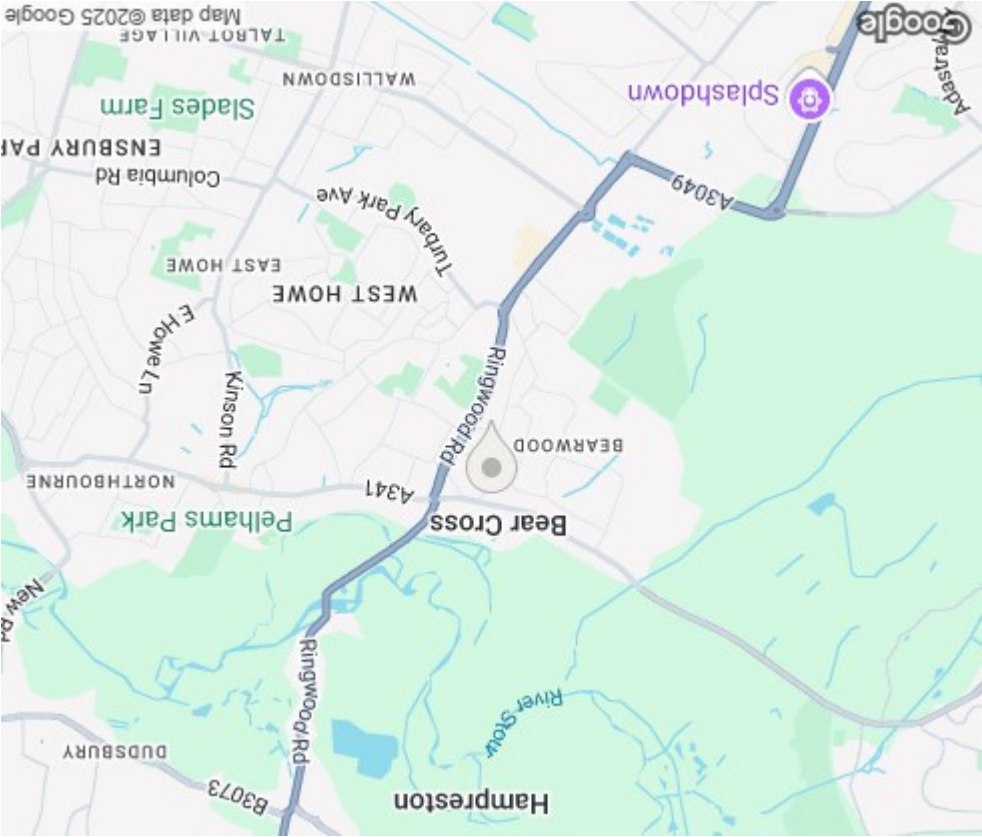 Hampreston
B3073
DUDSBURY
River Stour
Ringwood Rd
New Rd
Bear Cross
Pelhams Park
A341
NORTHBOURNE
BEARWOOD
Ringwood Rd
Kinson Rd
E Howe Ln
WEST HOWE
EAST HOWE
Turbary Park Ave
A3049
Columbia Rd
ENSBURY PAR
Splashdown
Slades Farm
WALLISDOWN
TALBOT VILLAGE
Google
Map data ©2025 Google